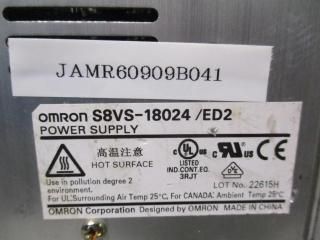 JAMR60909B041
OMRON S8VS-18024 /ED2
POWER SUPPLY
高温注意
HOT SURFACE
Use in pollution degree 2 environment.
C UL US LISTED
IND.CONT.EQ.
3RJT
LOT No. 22615H
For UL:Surrounding Air Temp 25°C, For CANADA: Ambient Temp 25°C
OMRON Corporation Designed by OMRON MADE IN CHINA